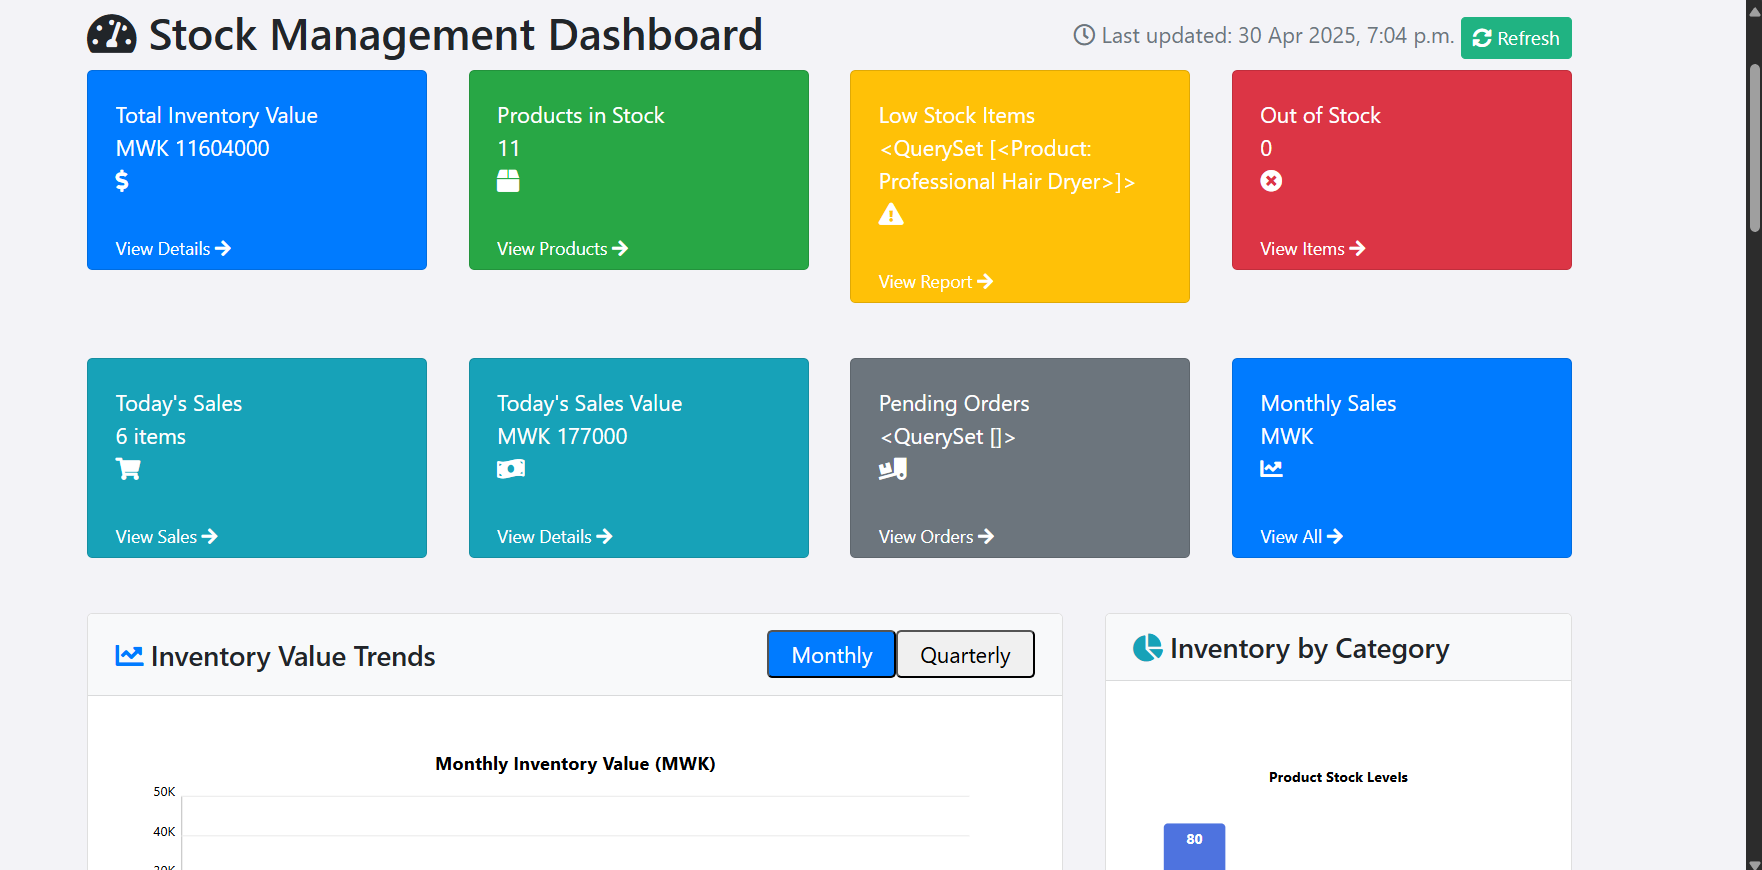 Stock Management Dashboard
Last updated: 30 Apr 2025, 7:04 p.m.
Refresh
Total Inventory Value
MWK 11604000
View Details
Products in Stock
11
View Products
Low Stock Items
<QuerySet [<Product:
Professional Hair Dryer>]>
View Report
Out of Stock
0
View Items
Today's Sales
6 items
View Sales
Today's Sales Value
MWK 177000
View Details
Pending Orders
<QuerySet []>
View Orders
Monthly Sales
MWK
View All
Inventory Value Trends
Monthly
Quarterly
Monthly Inventory Value (MWK)
50K
40K
Inventory by Category
Product Stock Levels
80